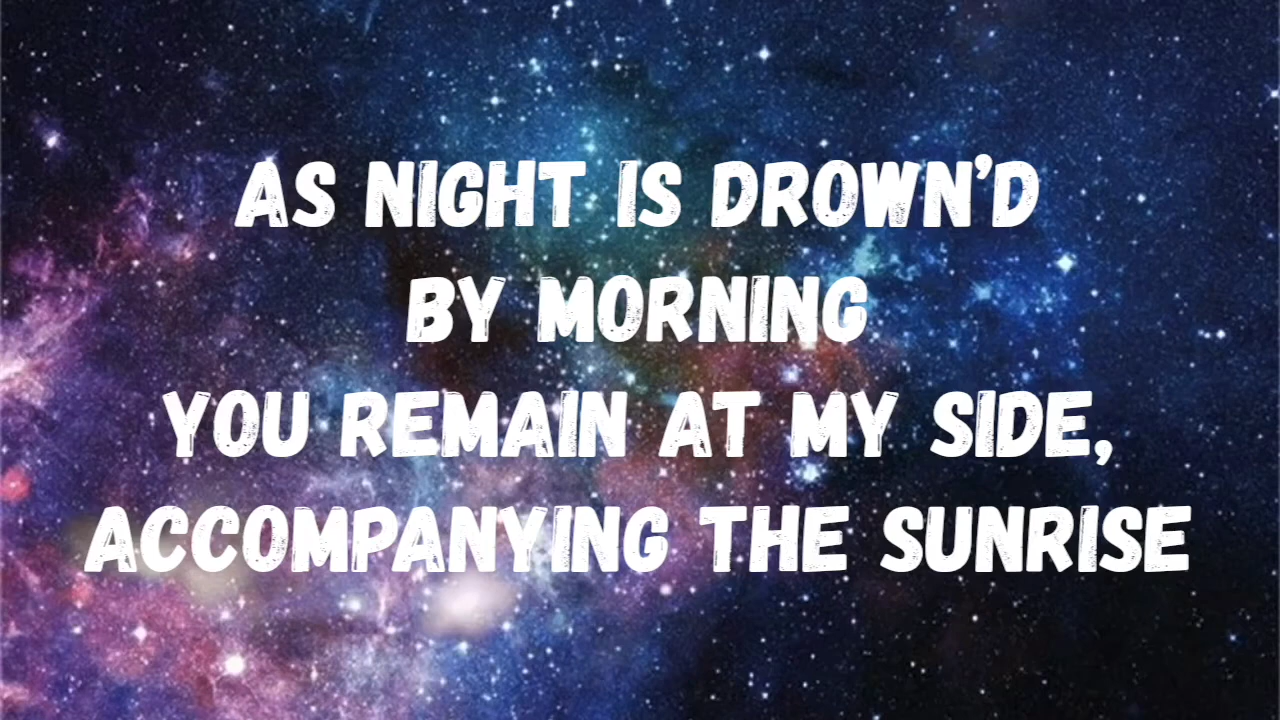 AS NIGHT IS DROWN'D
BY MORNING
YOU REMAIN AT MY SIDE,
ACCOMPANYING THE SUNRISE